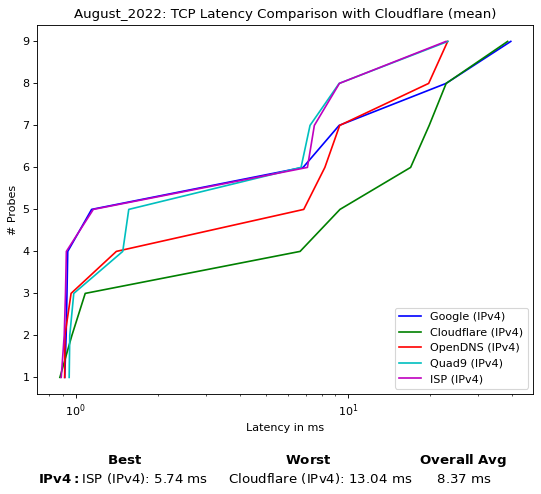 August_2022: TCP Latency Comparison with Cloudflare (mean)
9
8
7
6
5
4
3
2
1
# Probes
Google (IPv4)
Cloudflare (IPv4)
OpenDNS (IPv4)
Quad9 (IPv4)
ISP (IPv4)
10⁰ 10¹
Latency in ms
Best Worst Overall Avg
IPv4: ISP (IPv4): 5.74 ms Cloudflare (IPv4): 13.04 ms 8.37 ms